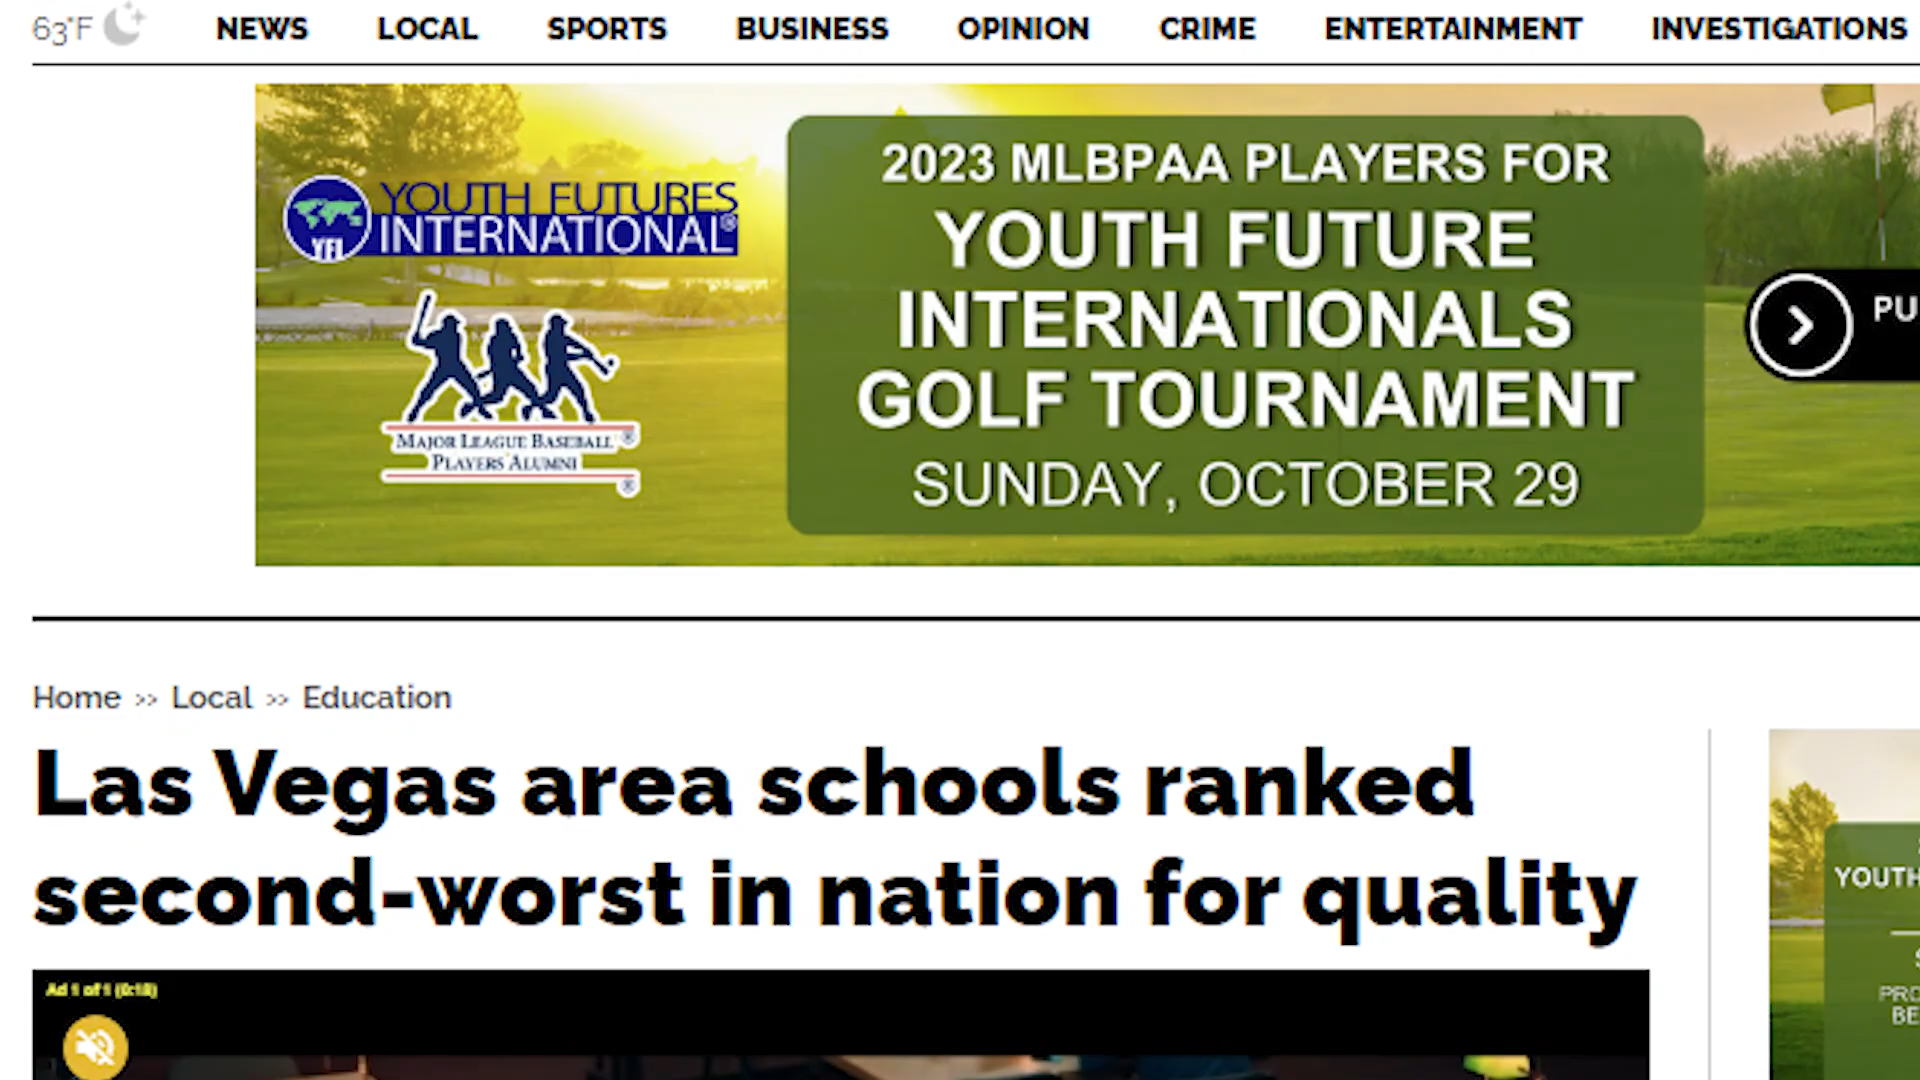 63°F NEWS LOCAL SPORTS BUSINESS OPINION CRIME ENTERTAINMENT INVESTIGATIONS
YOUTH FUTURES
INTERNATIONAL®
YFI
MAJOR LEAGUE BASEBALL ®
PLAYERS ALUMNI
®
2023 MLBPAA PLAYERS FOR
YOUTH FUTURE
INTERNATIONALS
GOLF TOURNAMENT
SUNDAY, OCTOBER 29
PU
Home >> Local >> Education
Las Vegas area schools ranked
second-worst in nation for quality
Ad 1 of 1 (0:18)
YOUTH
S
PRO
BE